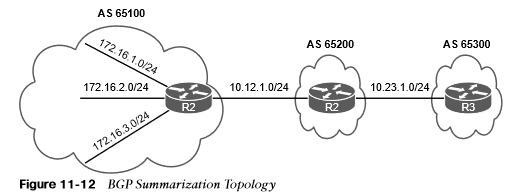 AS 65100
172.16.1.0/24
AS 65200
AS 65300
172.16.2.0/24
R2
10.12.1.0/24
R2
10.23.1.0/24
R3
172.16.3.0/24
Figure 11-12 BGP Summarization Topology